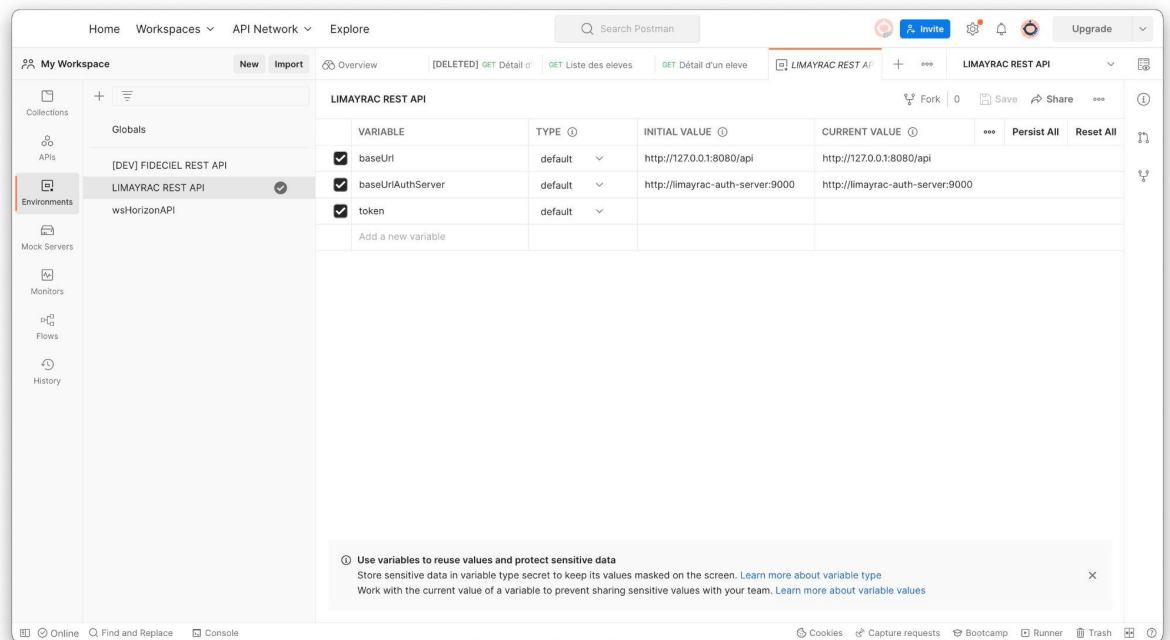 Home Workspaces API Network Explore Search Postman Invite Upgrade
My Workspace New Import Overview [DELETED] GET Détail d' GET Liste des eleves GET Détail d'un eleve LIMAYRAC REST AP LIMAYRAC REST API
Collections
APIs
Environments
Mock Servers
Monitors
Flows
History
Globals
[DEV] FIDECIEL REST API
LIMAYRAC REST API
wsHorizonAPI
LIMAYRAC REST API Fork 0 Save Share
VARIABLE TYPE INITIAL VALUE CURRENT VALUE Persist All Reset All
baseUrl default http://127.0.0.1:8080/api http://127.0.0.1:8080/api
baseUrlAuthServer default http://limayrac-auth-server:9000 http://limayrac-auth-server:9000
token default
Add a new variable
Use variables to reuse values and protect sensitive data
Store sensitive data in variable type secret to keep its values masked on the screen. Learn more about variable type
Work with the current value of a variable to prevent sharing sensitive values with your team. Learn more about variable values
Online Find and Replace Console Cookies Capture requests Bootcamp Runner Trash